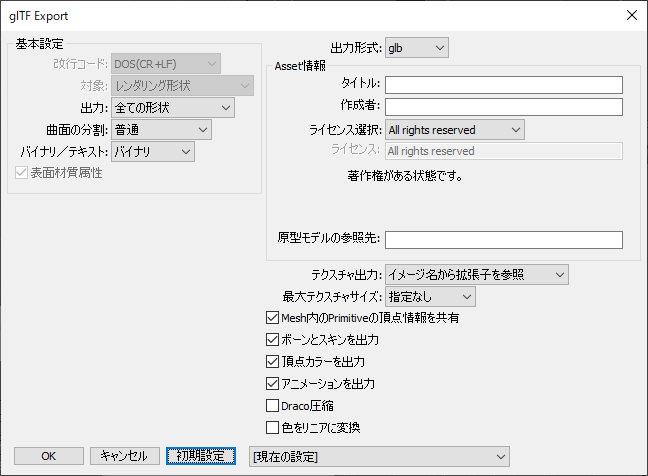 glTF Export
基本設定
改行コード: DOS(CR+LF)
対象: レンダリング形状
出力: 全ての形状
曲面の分割: 普通
バイナリ／テキスト: バイナリ
表面材質属性
出力形式: glb
Asset情報
タイトル:
作成者:
ライセンス選択: All rights reserved
ライセンス: All rights reserved
著作権がある状態です。
原型モデルの参照先:
テクスチャ出力: イメージ名から拡張子を参照
最大テクスチャサイズ: 指定なし
Mesh内のPrimitiveの頂点情報を共有
ボーンとスキンを出力
頂点カラーを出力
アニメーションを出力
Draco圧縮
色をリニアに変換
OK キャンセル 初期設定 [現在の設定]